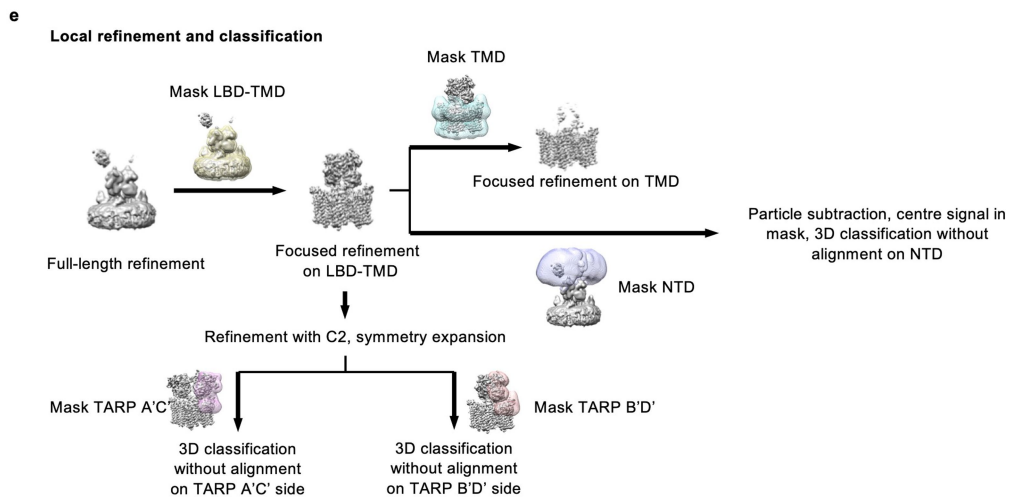 e
Local refinement and classification
Mask TMD
Mask LBD-TMD
Focused refinement on TMD
Particle subtraction, centre signal in
mask, 3D classification without
alignment on NTD
Full-length refinement
Focused refinement
on LBD-TMD
Mask NTD
Refinement with C2, symmetry expansion
Mask TARP A'C'
Mask TARP B'D'
3D classification
without alignment
on TARP A'C' side
3D classification
without alignment
on TARP B'D' side